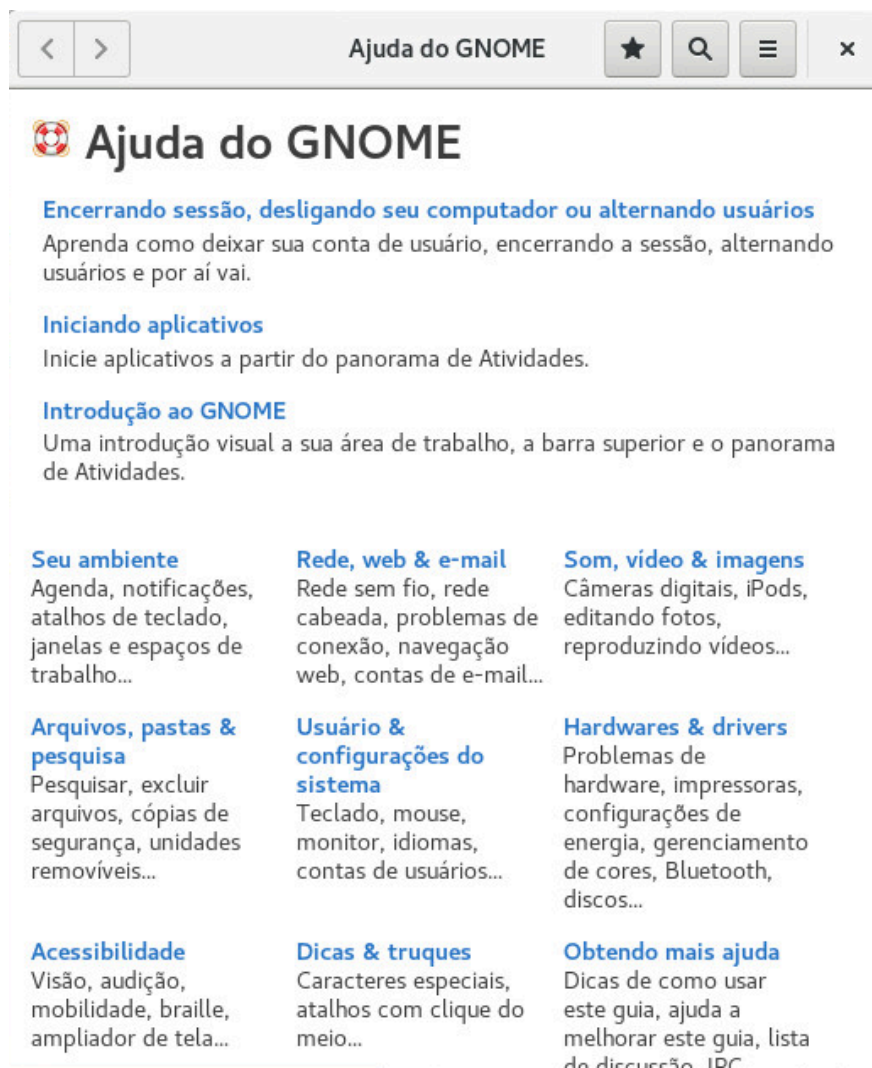 Ajuda do GNOME
Ajuda do GNOME
Encerrando sessão, desligando seu computador ou alternando usuários
Aprenda como deixar sua conta de usuário, encerrando a sessão, alternando
usuários e por aí vai.
Iniciando aplicativos
Inicie aplicativos a partir do panorama de Atividades.
Introdução ao GNOME
Uma introdução visual a sua área de trabalho, a barra superior e o panorama
de Atividades.
Seu ambiente
Agenda, notificações,
atalhos de teclado,
janelas e espaços de
trabalho...
Rede, web & e-mail
Rede sem fio, rede
cabeada, problemas de
conexão, navegação
web, contas de e-mail...
Som, vídeo & imagens
Câmeras digitais, iPods,
editando fotos,
reproduzindo vídeos...
Arquivos, pastas &
pesquisa
Pesquisar, excluir
arquivos, cópias de
segurança, unidades
removíveis...
Usuário &
configurações do
sistema
Teclado, mouse,
monitor, idiomas,
contas de usuários...
Hardwares & drivers
Problemas de
hardware, impressoras,
configurações de
energia, gerenciamento
de cores, Bluetooth,
discos...
Acessibilidade
Visão, audição,
mobilidade, braille,
ampliador de tela...
Dicas & truques
Caracteres especiais,
atalhos com clique do
meio...
Obtendo mais ajuda
Dicas de como usar
este guia, ajuda a
melhorar este guia, lista
de discussão, IRC